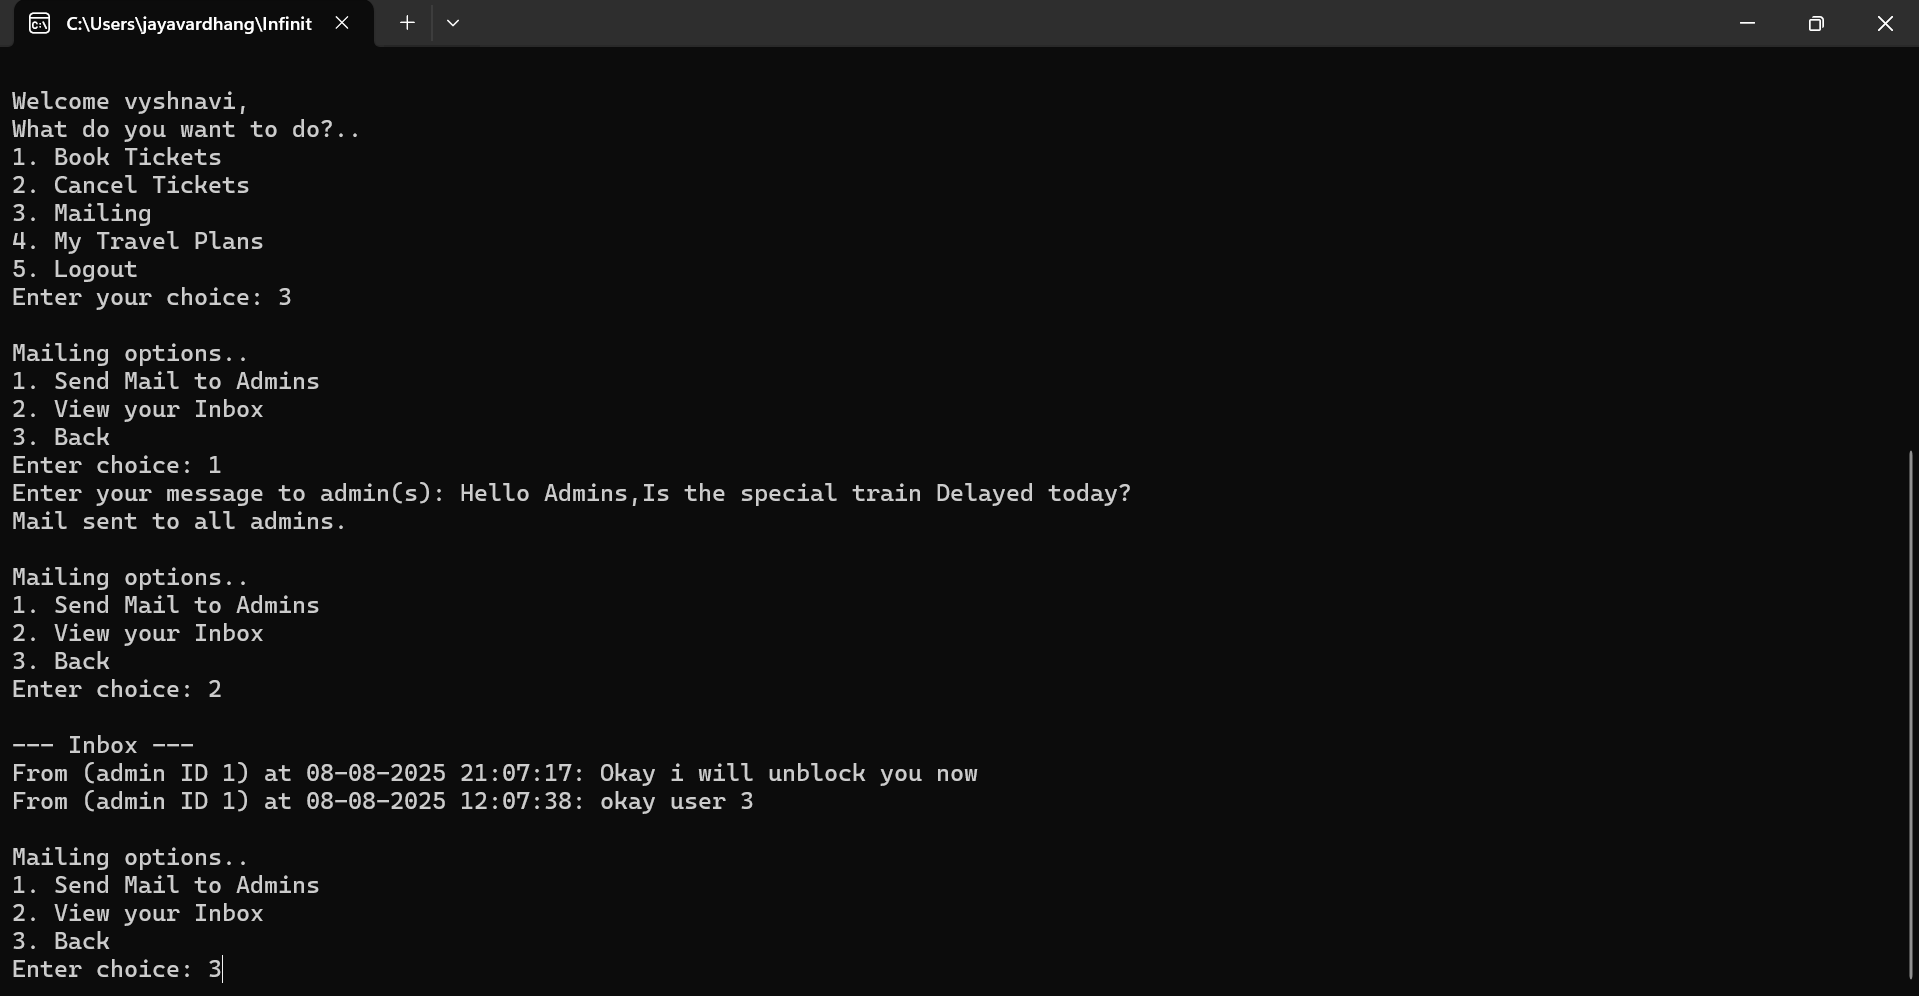 C:\Users\jayavardhang\Infinit
Welcome vyshnavi,
What do you want to do?..
1. Book Tickets
2. Cancel Tickets
3. Mailing
4. My Travel Plans
5. Logout
Enter your choice: 3
Mailing options..
1. Send Mail to Admins
2. View your Inbox
3. Back
Enter choice: 1
Enter your message to admin(s): Hello Admins,Is the special train Delayed today?
Mail sent to all admins.
Mailing options..
1. Send Mail to Admins
2. View your Inbox
3. Back
Enter choice: 2
--- Inbox ---
From (admin ID 1) at 08-08-2025 21:07:17: Okay i will unblock you now
From (admin ID 1) at 08-08-2025 12:07:38: okay user 3
Mailing options..
1. Send Mail to Admins
2. View your Inbox
3. Back
Enter choice: 3